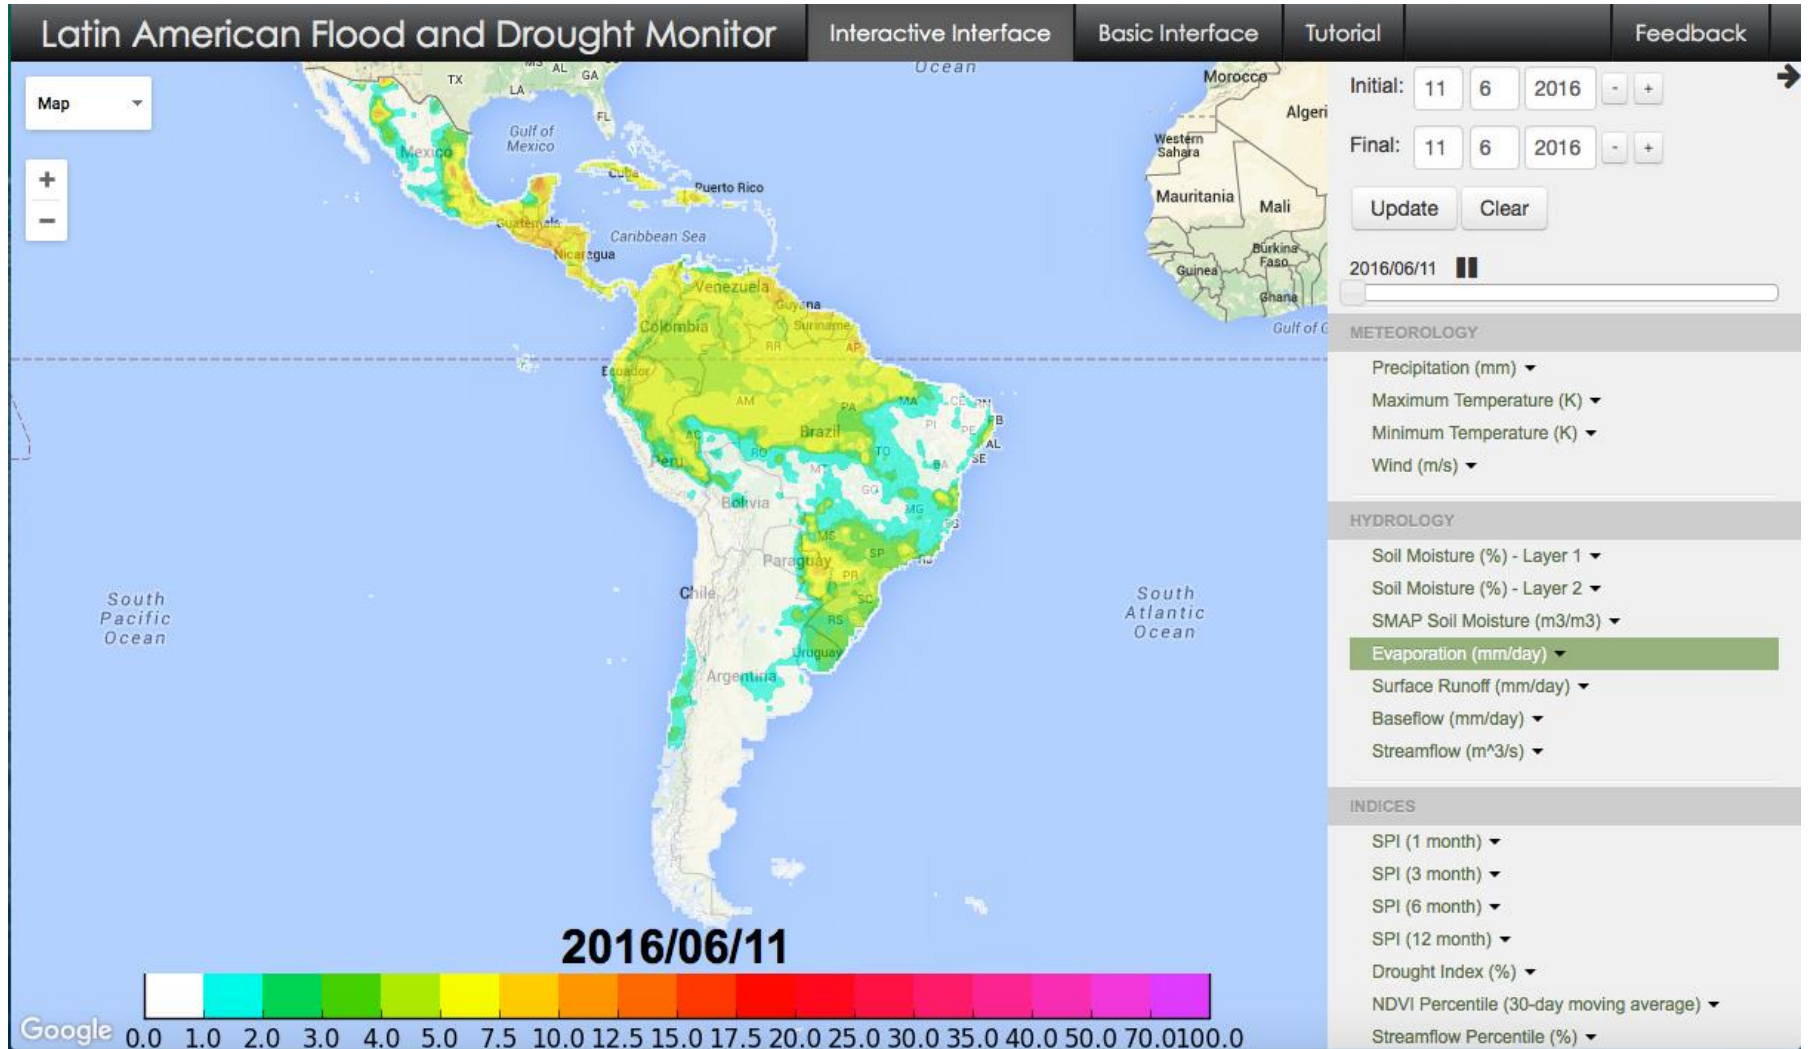 Latin American Flood and Drought Monitor
Interactive Interface
Basic Interface
Tutorial
Feedback
Map
+
−
TX
LA
MS
AL
GA
FL
Ocean
Gulf of
Mexico
Mexico
Cuba
Puerto Rico
Guatemala
Caribbean Sea
Nicaragua
Venezuela
Guyana
Colombia
Suriname
RR
AP
Ecuador
AM
PA
MA
CE
RN
PI
PE
PB
AL
SE
Brazil
AC
RO
TO
BA
Peru
MT
GO
Bolivia
MG
ES
MS
SP
RJ
Paraguay
PR
Chile
SC
RS
Uruguay
Argentina
South
Pacific
Ocean
South
Atlantic
Ocean
Morocco
Algeri
Western
Sahara
Mauritania
Mali
Burkina
Faso
Guinea
Ghana
Gulf of G
2016/06/11
0.0 1.0 2.0 3.0 4.0 5.0 7.5 10.0 12.5 15.0 17.5 20.0 25.0 30.0 35.0 40.0 50.0 70.0 100.0
Google
Initial: 11 6 2016 - +
Final: 11 6 2016 - +
Update Clear
2016/06/11
METEOROLOGY
Precipitation (mm)
Maximum Temperature (K)
Minimum Temperature (K)
Wind (m/s)
HYDROLOGY
Soil Moisture (%) - Layer 1
Soil Moisture (%) - Layer 2
SMAP Soil Moisture (m3/m3)
Evaporation (mm/day)
Surface Runoff (mm/day)
Baseflow (mm/day)
Streamflow (m^3/s)
INDICES
SPI (1 month)
SPI (3 month)
SPI (6 month)
SPI (12 month)
Drought Index (%)
NDVI Percentile (30-day moving average)
Streamflow Percentile (%)